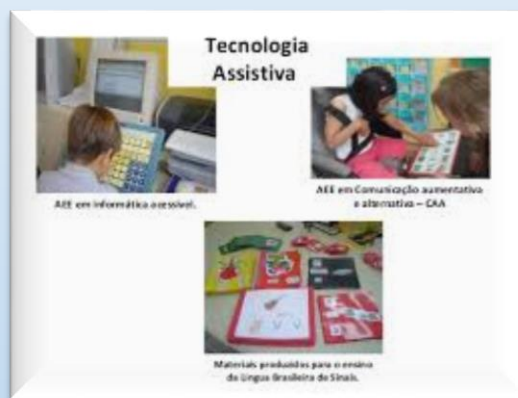 Tecnologia
Assistiva
AEE em informática acessível.
AEE em Comunicação aumentativa
e alternativa – CAA
Materiais produzidos para o ensino
da Língua Brasileira de Sinais.